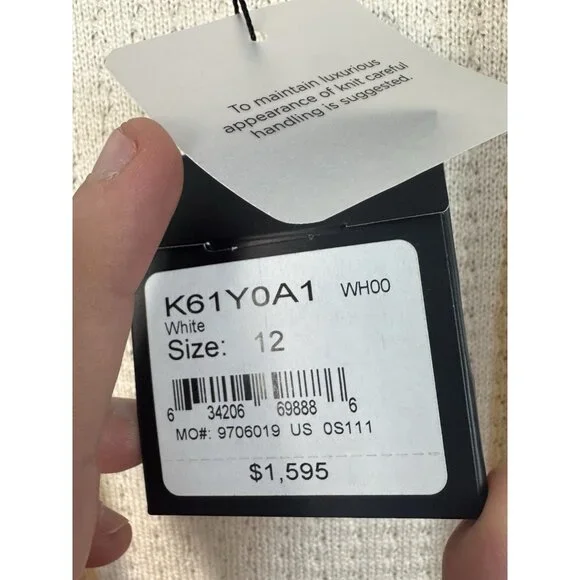 To maintain luxurious
appearance of knit careful
handling is suggested.
K61Y0A1 WH00
White
Size: 12
6 34206 69888 6
MO#: 9706019 US 0S111
$1,595